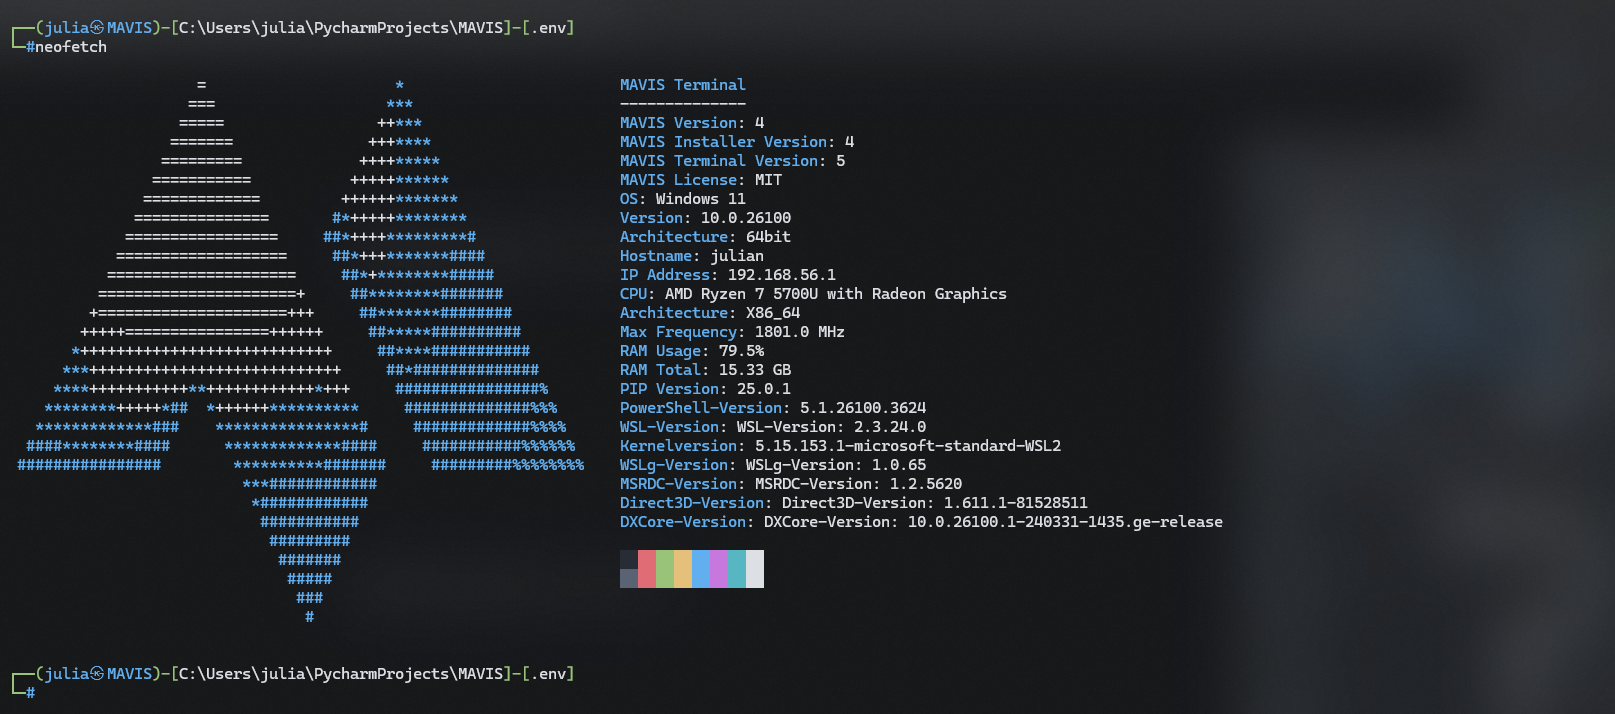 ┌──(julia㉿MAVIS)-[C:\Users\julia\PycharmProjects\MAVIS]-[.env]
└─#neofetch
= * MAVIS Terminal
=== *** --------------
===== ++*** MAVIS Version: 4
======= +++**** MAVIS Installer Version: 4
========= ++++***** MAVIS Terminal Version: 5
=========== +++++****** MAVIS License: MIT
============= ++++++******* OS: Windows 11
=============== #*+++++******** Version: 10.0.26100
================= ##*++++*********# Architecture: 64bit
=================== ##*+++*******#### Hostname: julian
===================== ##*+********##### IP Address: 192.168.56.1
======================+ ##********####### CPU: AMD Ryzen 7 5700U with Radeon Graphics
+=====================+++ ##*******######## Architecture: X86_64
+++++================++++++ ##*****########## Max Frequency: 1801.0 MHz
*++++++++++++++++++++++++++++ ##****########### RAM Usage: 79.5%
***++++++++++++++++++++++++++++ ##*############## RAM Total: 15.33 GB
****+++++++++++**++++++++++++*+++ ################% PIP Version: 25.0.1
********+++++*## *++++++********** ##############%%% PowerShell-Version: 5.1.26100.3624
*************### ****************# #############%%%% WSL-Version: WSL-Version: 2.3.24.0
####********#### *************#### ###########%%%%%% Kernelversion: 5.15.153.1-microsoft-standard-WSL2
################ **********####### #########%%%%%%%% WSLg-Version: WSLg-Version: 1.0.65
***############ MSRDC-Version: MSRDC-Version: 1.2.5620
*############ Direct3D-Version: Direct3D-Version: 1.611.1-81528511
########### DXCore-Version: DXCore-Version: 10.0.26100.1-240331-1435.ge-release
#########
#######
#####
###
#
┌──(julia㉿MAVIS)-[C:\Users\julia\PycharmProjects\MAVIS]-[.env]
└─#